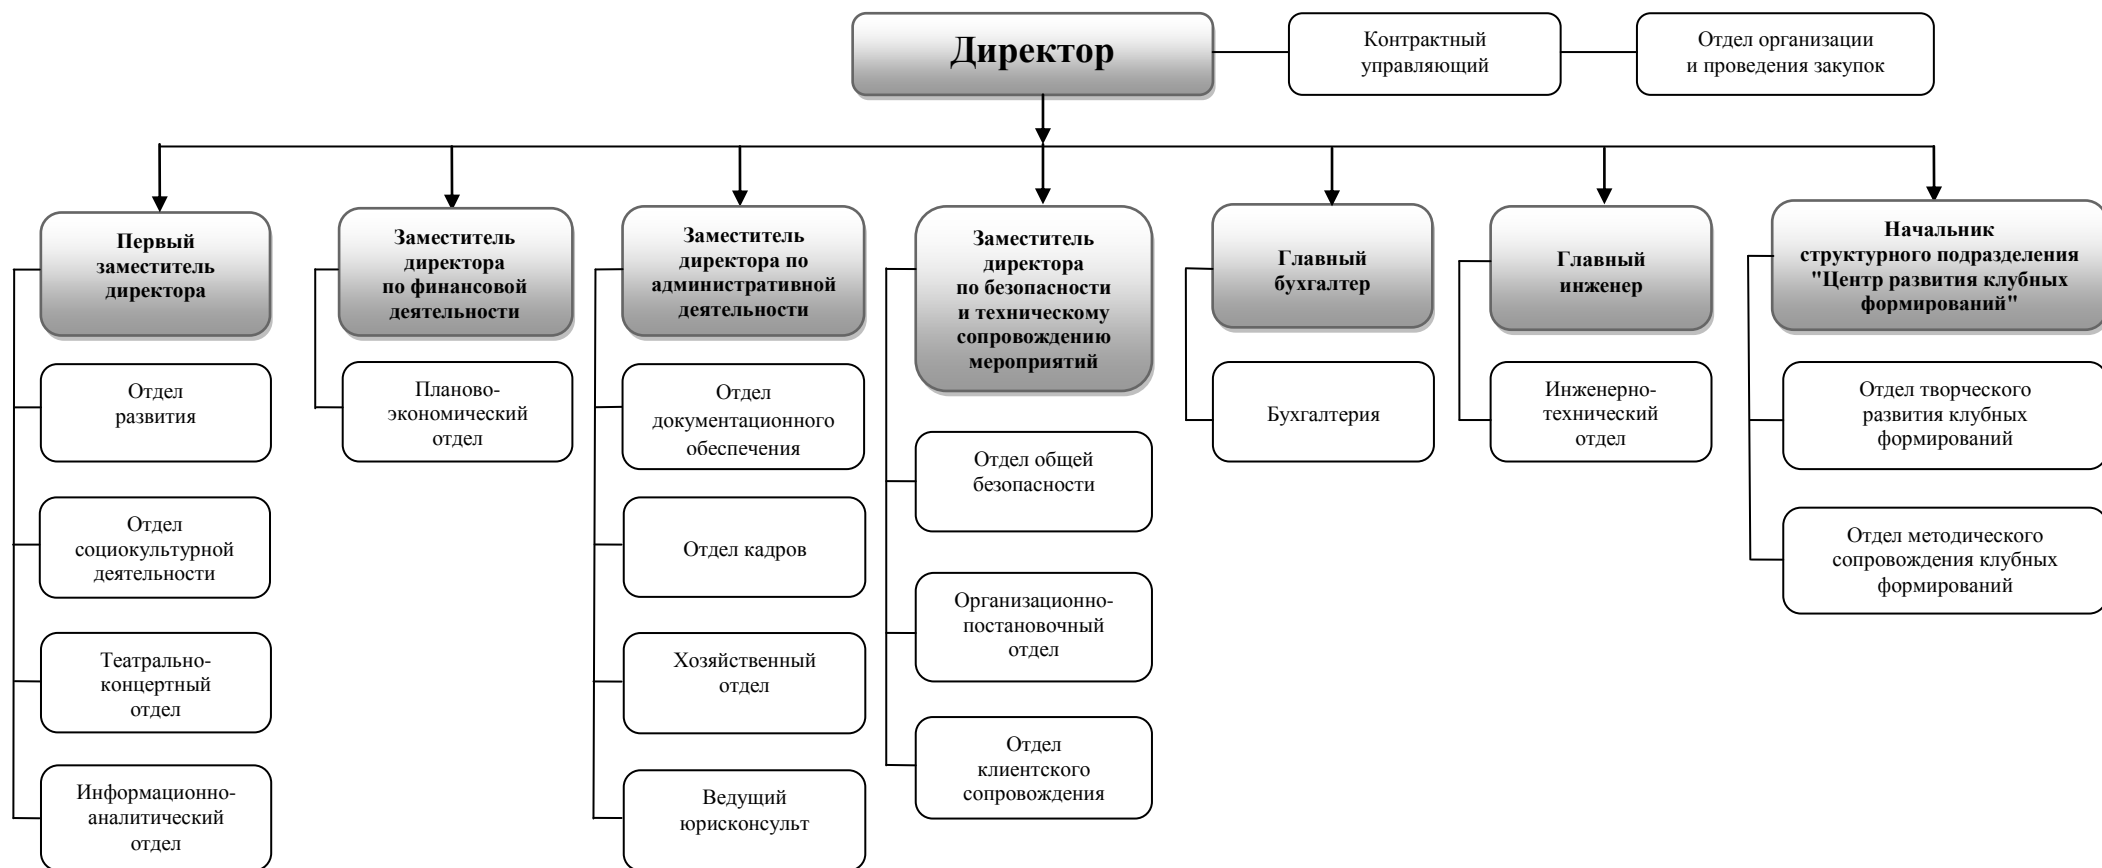 Директор
Контрактный
управляющий
Отдел организации
и проведения закупок
Первый
заместитель
директора
Заместитель
директора
по финансовой
деятельности
Заместитель
директора по
административной
деятельности
Заместитель
директора
по безопасности
и техническому
сопровождению
мероприятий
Главный
бухгалтер
Главный
инженер
Начальник
структурного подразделения
"Центр развития клубных
формирований"
Отдел
развития
Отдел
социокультурной
деятельности
Театрально-
концертный
отдел
Информационно-
аналитический
отдел
Планово-
экономический
отдел
Отдел
документационного
обеспечения
Отдел кадров
Хозяйственный
отдел
Ведущий
юрисконсульт
Отдел общей
безопасности
Организационно-
постановочный
отдел
Отдел
клиентского
сопровождения
Бухгалтерия
Инженерно-
технический
отдел
Отдел творческого
развития клубных
формирований
Отдел методического
сопровождения клубных
формирований